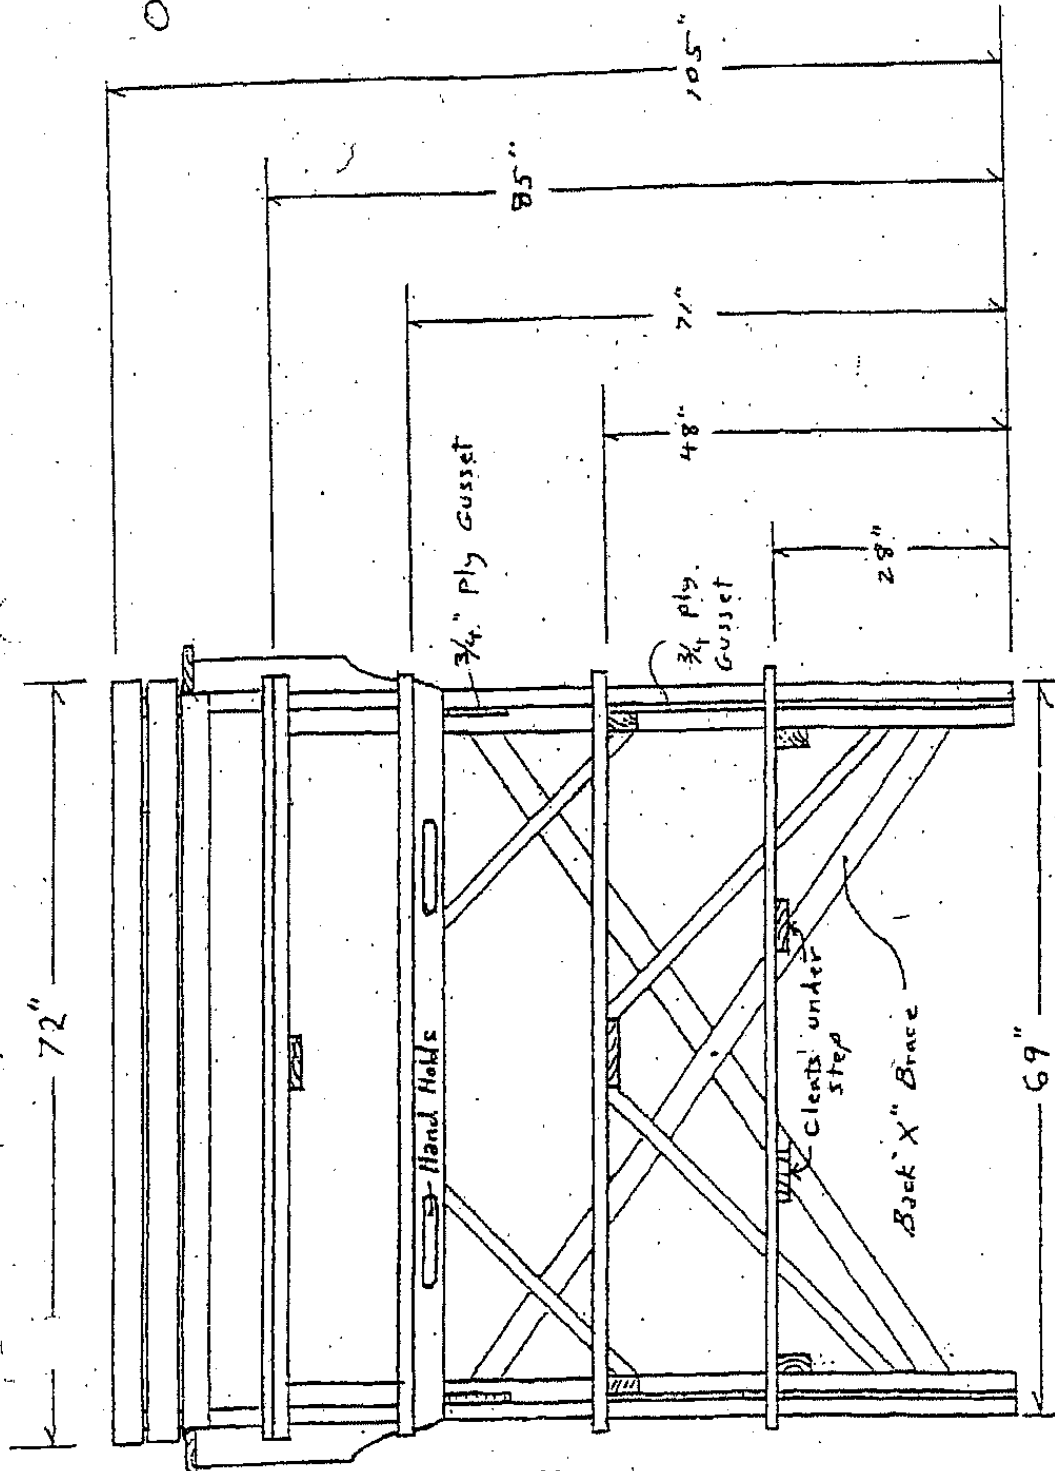 72"
105"
85"
71"
48"
28"
3/4" Ply Gusset
3/4 Ply.
Gusset
Hand Holds
Cleats under
step
Back "X" Brace
69"